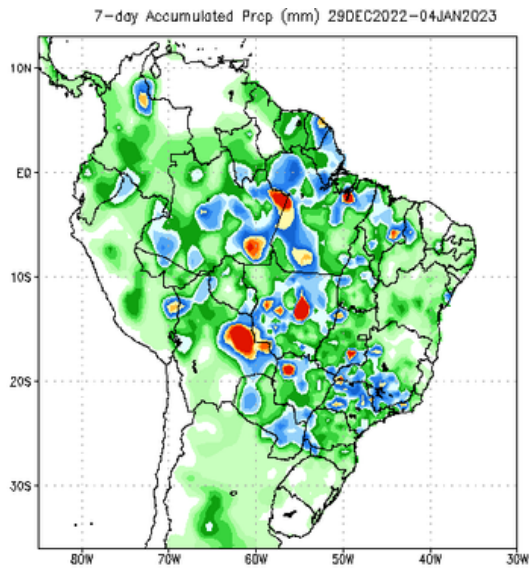 7-day Accumulated Prcp (mm) 29DEC2022-04JAN2023
10N
EQ
10S
20S
30S
80W 70W 60W 50W 40W 30W